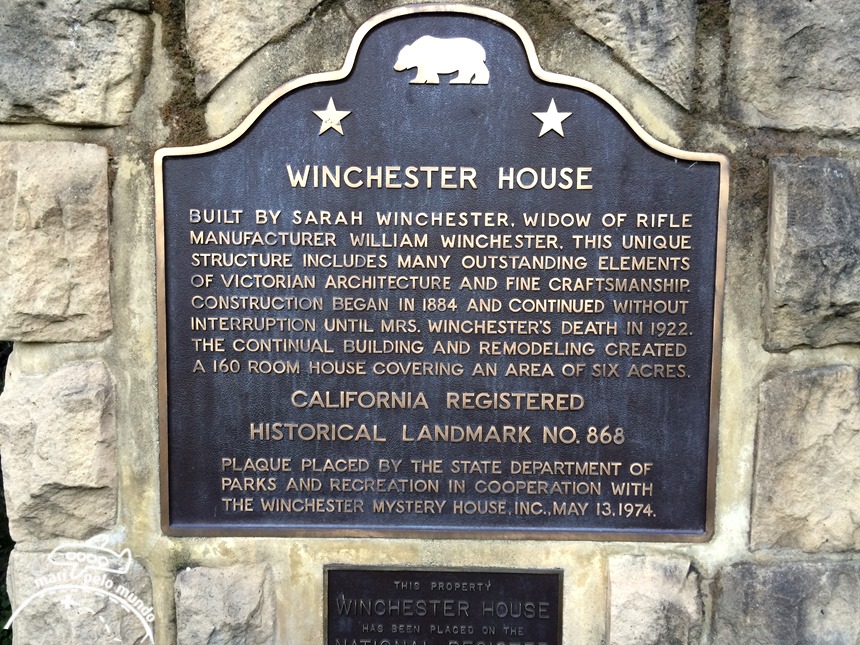 WINCHESTER HOUSE
BUILT BY SARAH WINCHESTER, WIDOW OF RIFLE
MANUFACTURER WILLIAM WINCHESTER. THIS UNIQUE
STRUCTURE INCLUDES MANY OUTSTANDING ELEMENTS
OF VICTORIAN ARCHITECTURE AND FINE CRAFTSMANSHIP.
CONSTRUCTION BEGAN IN 1884 AND CONTINUED WITHOUT
INTERRUPTION UNTIL MRS. WINCHESTER'S DEATH IN 1922.
THE CONTINUAL BUILDING AND REMODELING CREATED
A 160 ROOM HOUSE COVERING AN AREA OF SIX ACRES.
CALIFORNIA REGISTERED
HISTORICAL LANDMARK NO. 868
PLAQUE PLACED BY THE STATE DEPARTMENT OF
PARKS AND RECREATION IN COOPERATION WITH
THE WINCHESTER MYSTERY HOUSE, INC., MAY 13, 1974.
THIS PROPERTY
WINCHESTER HOUSE
HAS BEEN PLACED ON THE
NATIONAL REGISTER
mari pelo mundo